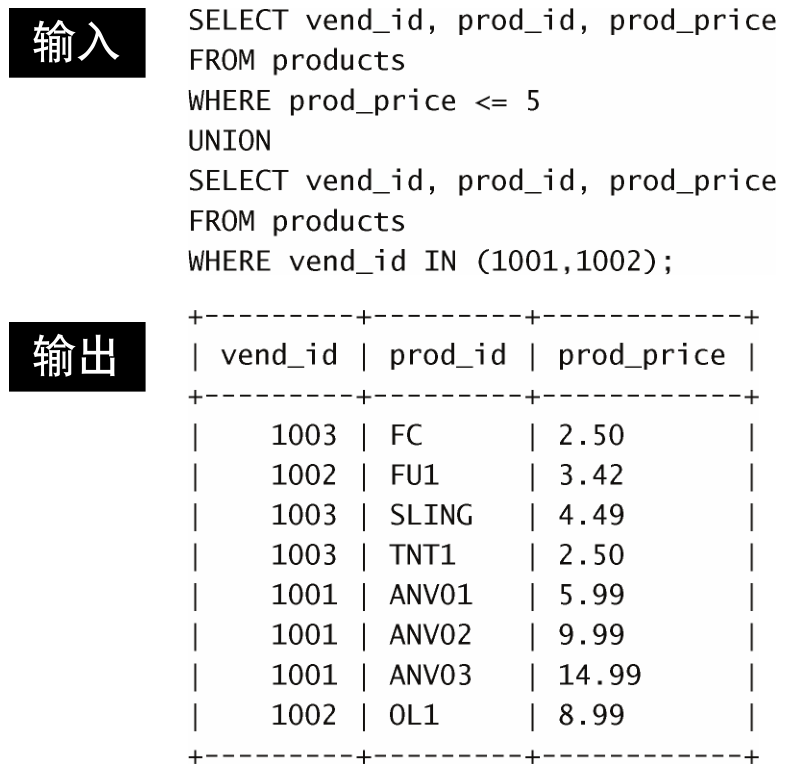 输入
SELECT vend_id, prod_id, prod_price
FROM products
WHERE prod_price <= 5
UNION
SELECT vend_id, prod_id, prod_price
FROM products
WHERE vend_id IN (1001,1002);
输出
+---------+---------+------------+
| vend_id | prod_id | prod_price |
+---------+---------+------------+
|    1003 | FC      | 2.50       |
|    1002 | FU1     | 3.42       |
|    1003 | SLING   | 4.49       |
|    1003 | TNT1    | 2.50       |
|    1001 | ANV01   | 5.99       |
|    1001 | ANV02   | 9.99       |
|    1001 | ANV03   | 14.99      |
|    1002 | OL1     | 8.99       |
+---------+---------+------------+